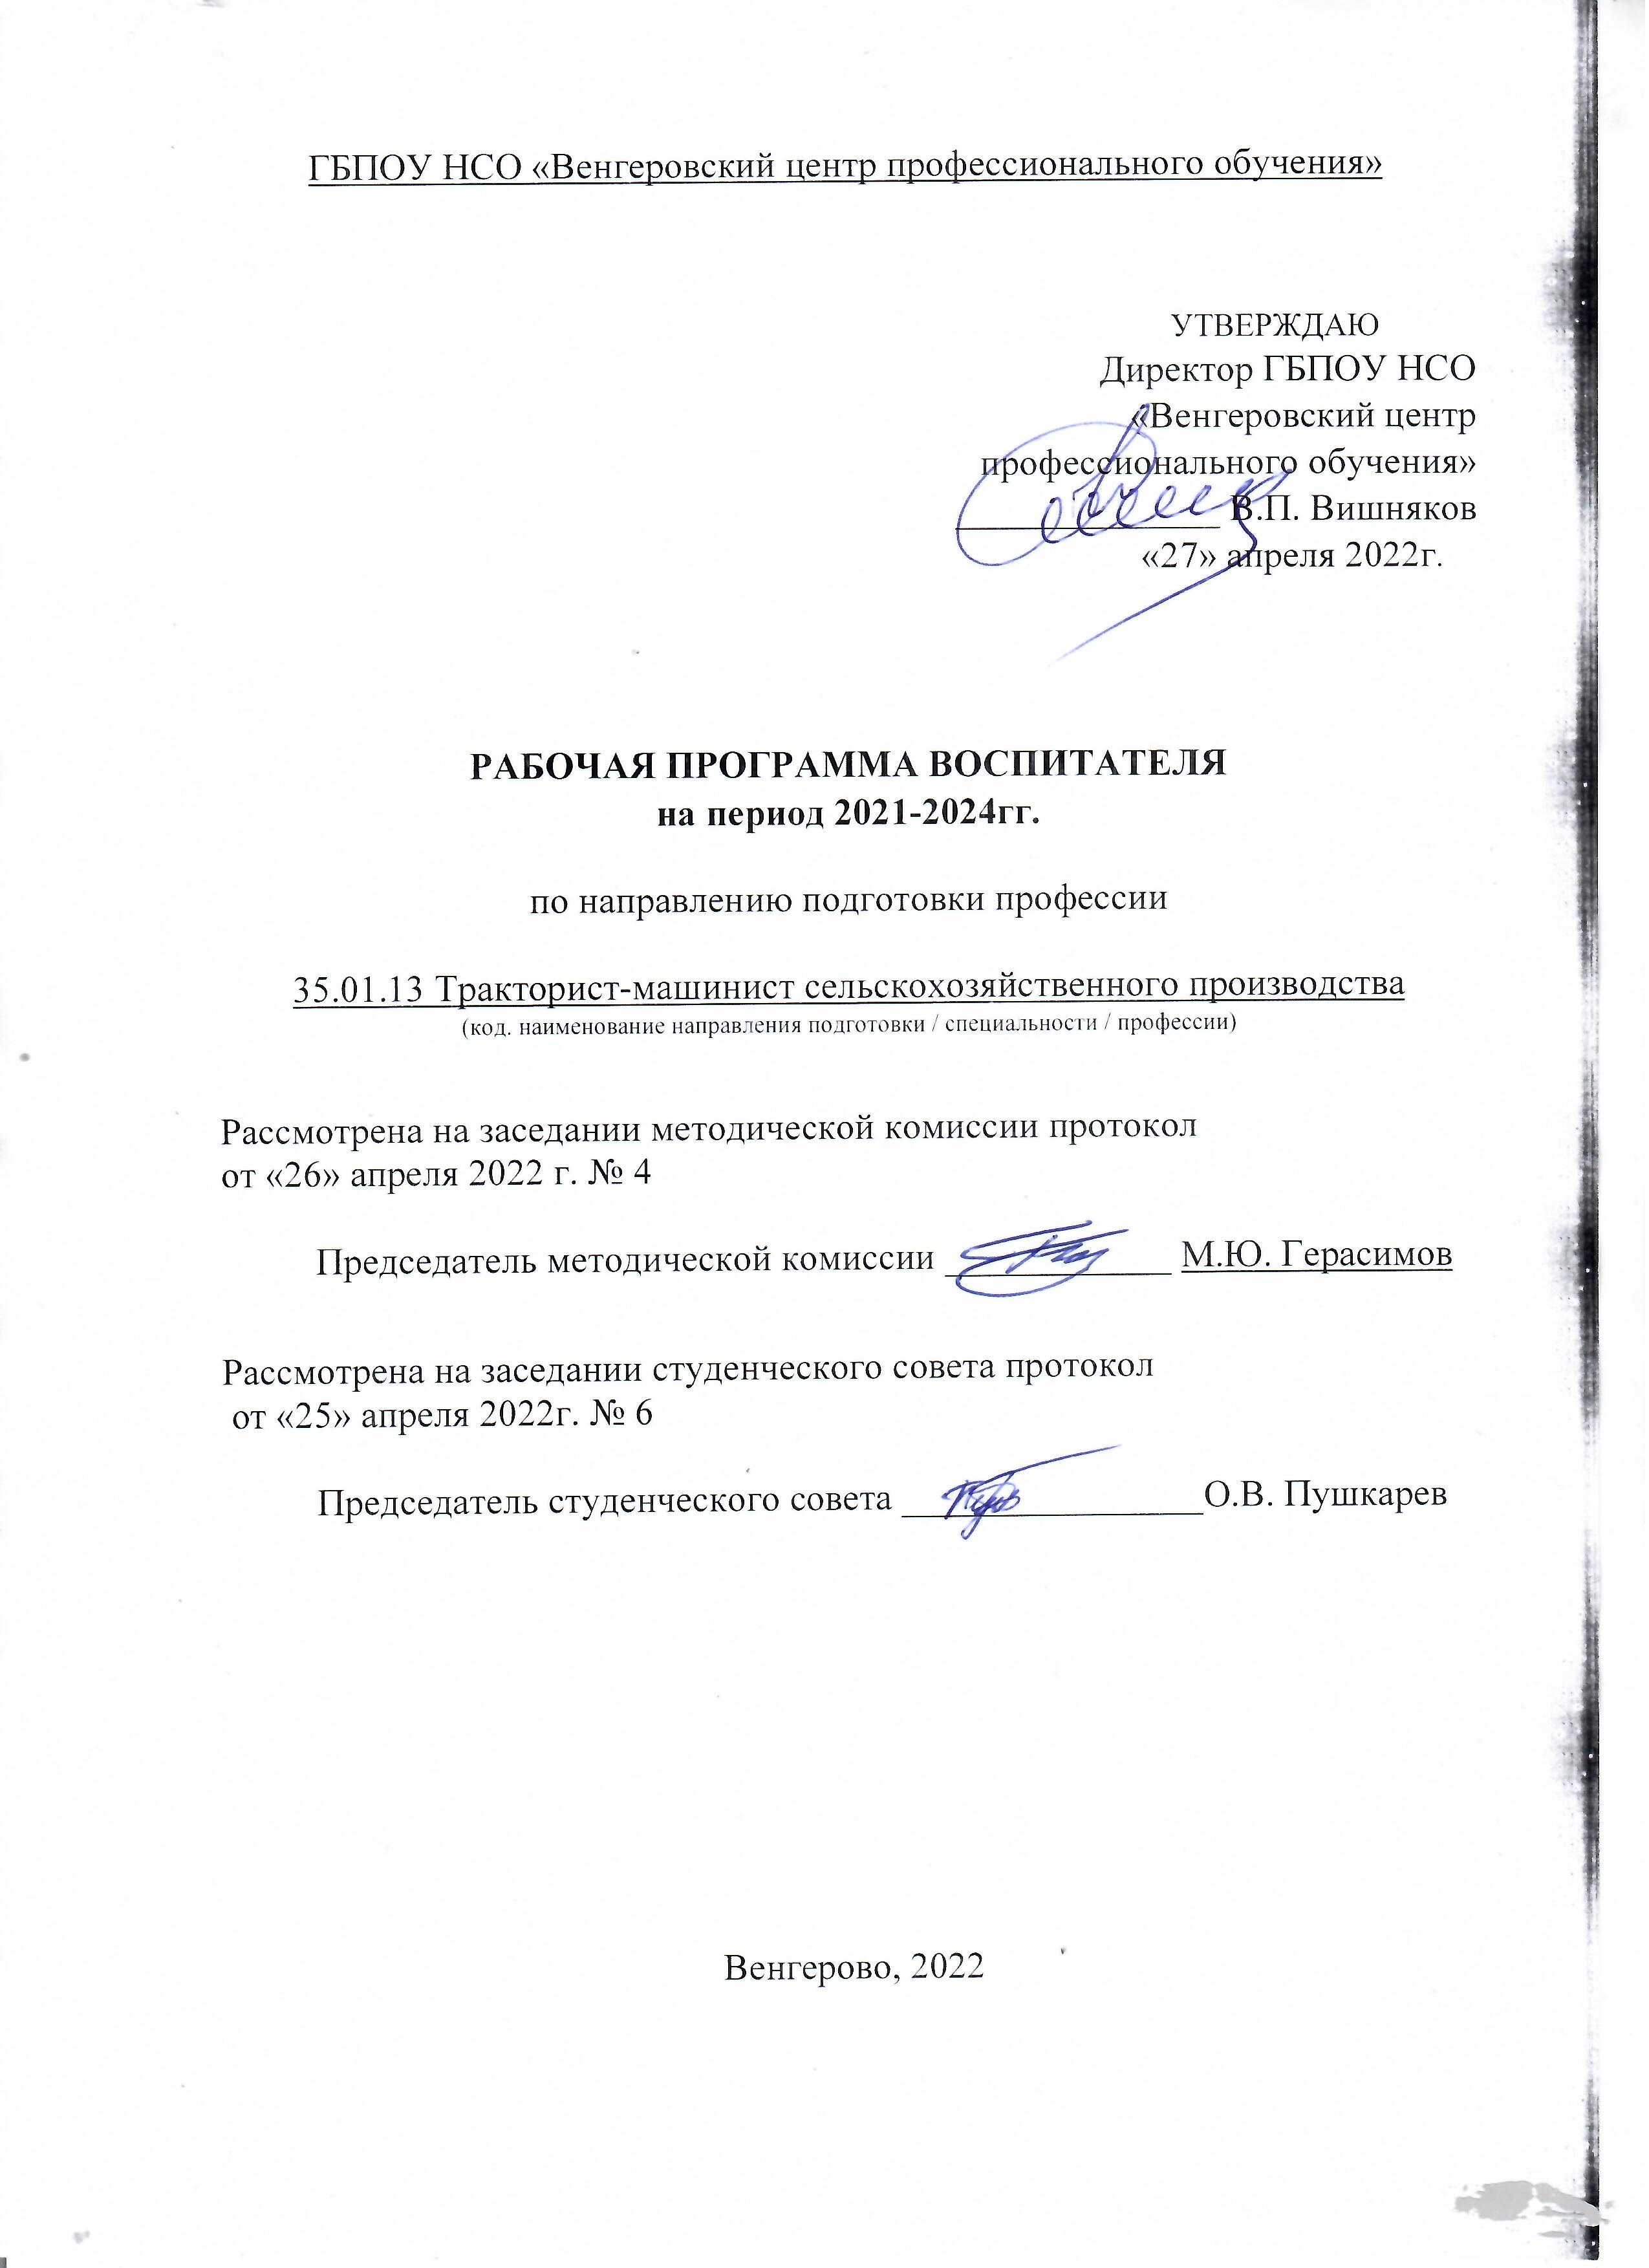 ГБПОУ НСО «Венгеровский центр профессионального обучения»
УТВЕРЖДАЮ
Директор ГБПОУ НСО
«Венгеровский центр
профессионального обучения»
______________ В.П. Вишняков
«27» апреля 2022г.
РАБОЧАЯ ПРОГРАММА ВОСПИТАТЕЛЯ
на период 2021-2024гг.
по направлению подготовки профессии
35.01.13 Тракторист-машинист сельскохозяйственного производства
(код. наименование направления подготовки / специальности / профессии)
Рассмотрена на заседании методической комиссии протокол
от «26» апреля 2022 г. № 4
Председатель методической комиссии ____________ М.Ю. Герасимов
Рассмотрена на заседании студенческого совета протокол
от «25» апреля 2022г. № 6
Председатель студенческого совета ________________О.В. Пушкарев
Венгерово, 2022